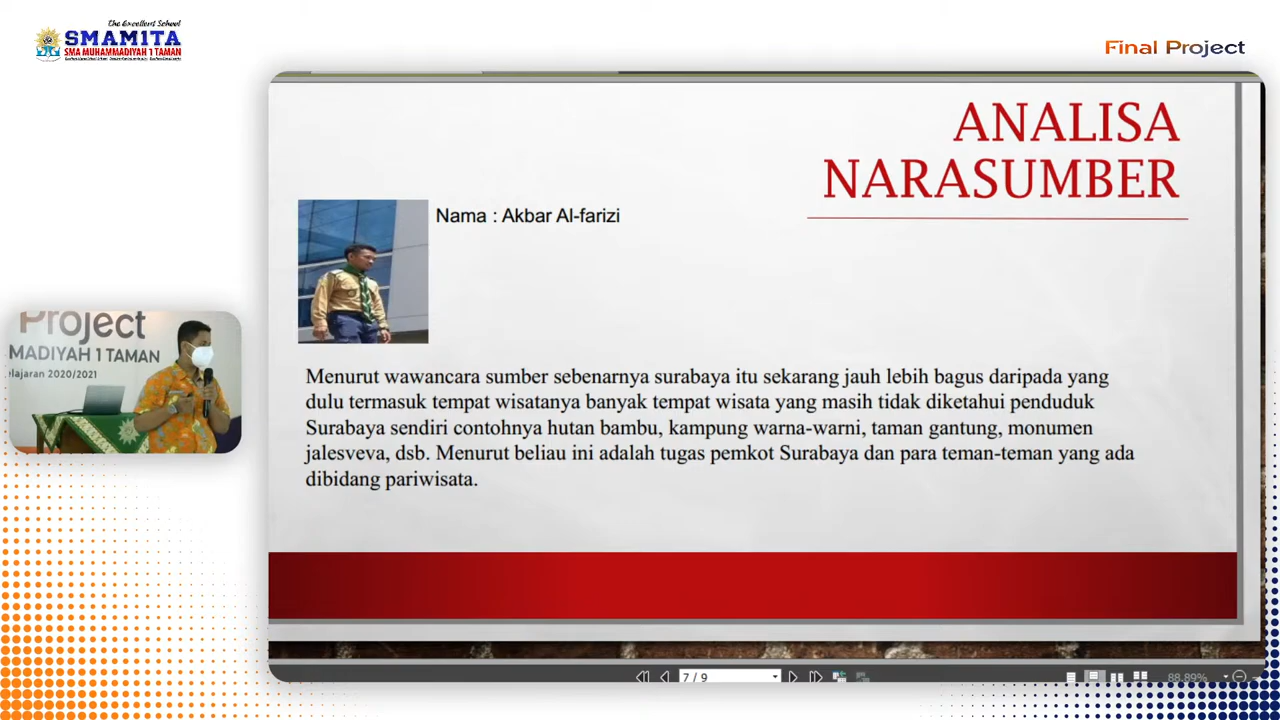 The Excellent School
SMAMITA
SMA MUHAMMADIYAH 1 TAMAN
Final Project
ANALISA
NARASUMBER
Nama : Akbar Al-farizi
Project
MADIYAH 1 TAMAN
elajaran 2020/2021
Menurut wawancara sumber sebenarnya surabaya itu sekarang jauh lebih bagus daripada yang
dulu termasuk tempat wisatanya banyak tempat wisata yang masih tidak diketahui penduduk
Surabaya sendiri contohnya hutan bambu, kampung warna-warni, taman gantung, monumen
jalesveva, dsb. Menurut beliau ini adalah tugas pemkot Surabaya dan para teman-teman yang ada
dibidang pariwisata.
7 / 9
88.89%